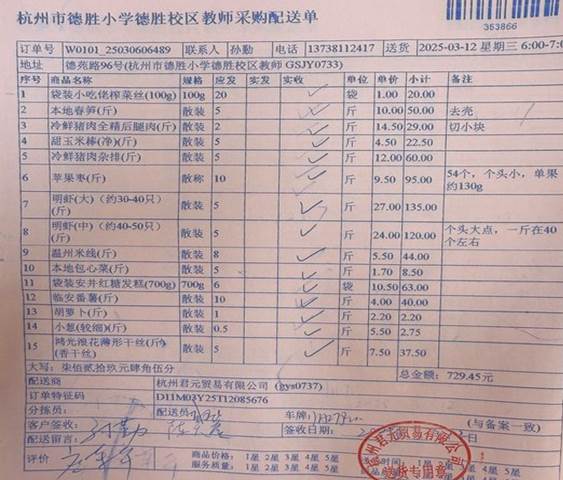 杭州市德胜小学德胜校区教师采购配送单
353866
订单号 W0101_25030606489 联系人 孙勤 电话 13738112417 送货 2025-03-12 星期三 6:00-7:0
地址 德苑路96号(杭州市德胜小学德胜校区教师 GSJY0733)
序号 商品名称 规格 应发 实发 实收 单位 单价 小计 备注
1 袋装小吃佬榨菜丝(100g) 100g 20 袋 1.00 20.00
2 本地春笋(斤) 散装 5 斤 10.00 50.00 去壳
3 冷鲜猪肉全精后腿肉(斤) 散装 2 斤 14.50 29.00 切小块
4 甜玉米棒(净)(斤) 散装 5 斤 4.50 22.50
5 冷鲜猪肉杂排(斤) 散装 5 斤 12.00 60.00
6 苹果枣(斤) 散称 10 斤 9.50 95.00 54个，个头小，单果约130g
7 明虾(大)（约30-40只）(斤) 散装 5 斤 27.00 135.00
8 明虾(中)（约40-50只）(斤) 散装 5 斤 24.00 120.00 个头大点，一斤在40个左右
9 温州米线(斤) 散装 8 斤 5.50 44.00
10 本地包心菜(斤) 散装 5 斤 1.70 8.50
11 袋装安井红糖发糕(700g) 700g 6 袋 10.50 63.00
12 临安番薯(斤) 散装 10 斤 4.00 40.00
13 胡萝卜(斤) 散装 1 斤 2.20 2.20
14 小葱(较细)(斤) 散装 0.5 斤 5.50 2.75
15 鸿光浪花薄形干丝(斤)(香干丝) 散装 5 斤 7.50 37.50
大写：柒佰贰拾玖元肆角伍分 总金额：729.45元
配送商 杭州君元贸易有限公司 (gys0737)
订单特征码 D11M03Y25T12085676
分拣员： 配送员： 车牌： (与备案一致)
客户签收： 签收日期：
配送留言：
评价 商品价格： 1星 2星 3星 4星 5星
服务质量： 1星 2星 3星 4星 5星
杭州君元贸易有限公司
送货专用章